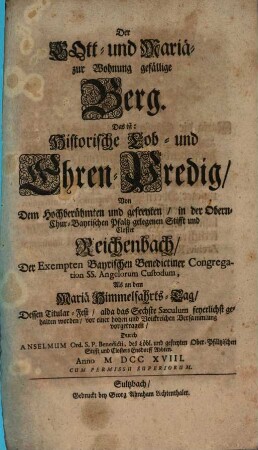 Der
GOtt- und Mariä-
zur Wohnung gefällige
Berg.
Das ist:
Historische Lob- und
Ehren-Predig/
Von
Dem Hochberühmten und gefreyten / in der Obern-
Chur-Bayrischen Pfaltz gelegenen Stifft und
Closter
Reichenbach/
Der Exempten Bayrischen Benedictiner Congrega-
tion SS. Angelorum Custodum,
Als an dem
Mariä Himmelfahrts-Tag/
Dessen Titular-Fest / allda das Sechste Sæculum feyerlichst ge-
halten worden / vor einer hohen und Volckreichen Versammlung
vorgetragen /
Durch
ANSELMUM Ord. S. P. Benedicti, des Löbl. und gefreyten Ober-Pfältzischen
Stifft und Closters Ensdorff Abbten.
Anno M DCC XVIII.
CUM PERMISSU SUPERIORUM.
Sultzbach/
Gedruckt bey Georg Abraham Lichtenthaler.